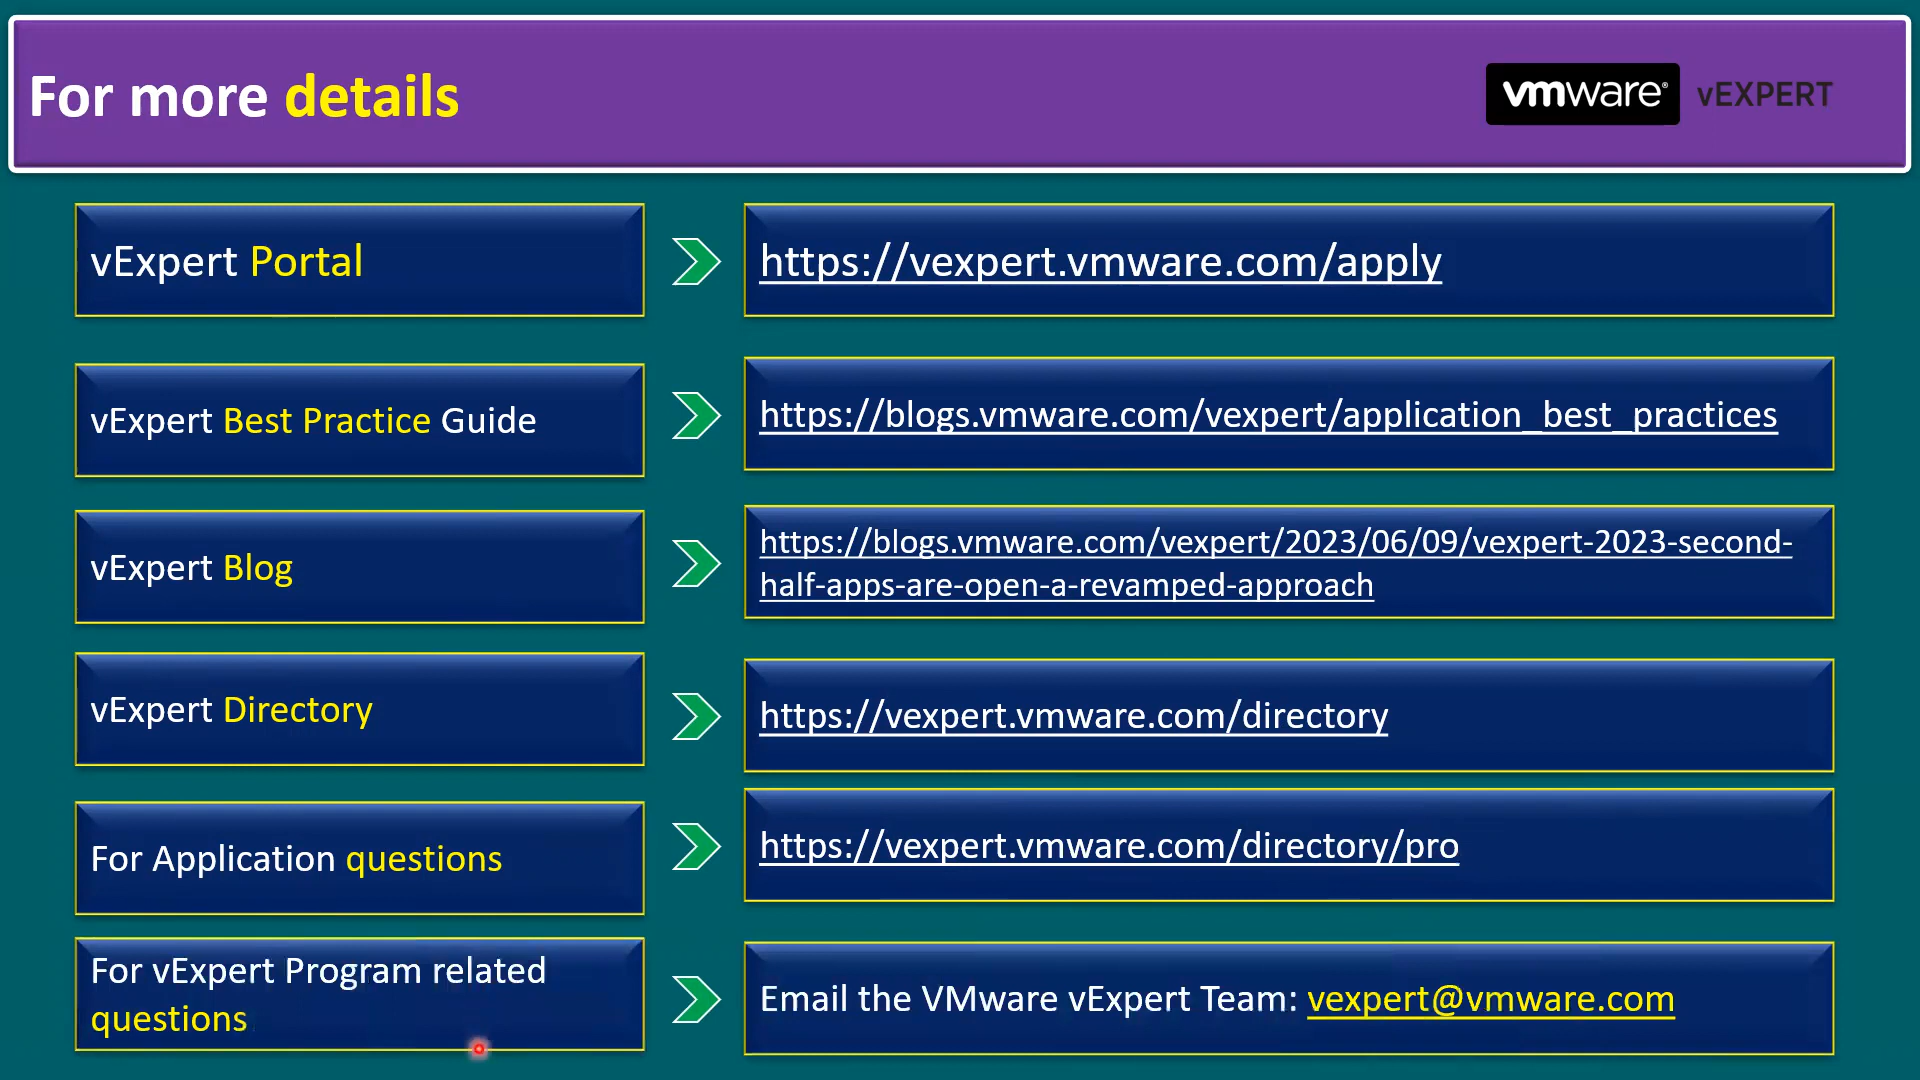 For more details
vmware® vEXPERT
vExpert Portal
https://vexpert.vmware.com/apply
vExpert Best Practice Guide
https://blogs.vmware.com/vexpert/application_best_practices
vExpert Blog
https://blogs.vmware.com/vexpert/2023/06/09/vexpert-2023-second-
half-apps-are-open-a-revamped-approach
vExpert Directory
https://vexpert.vmware.com/directory
For Application questions
https://vexpert.vmware.com/directory/pro
For vExpert Program related
questions
Email the VMware vExpert Team: vexpert@vmware.com